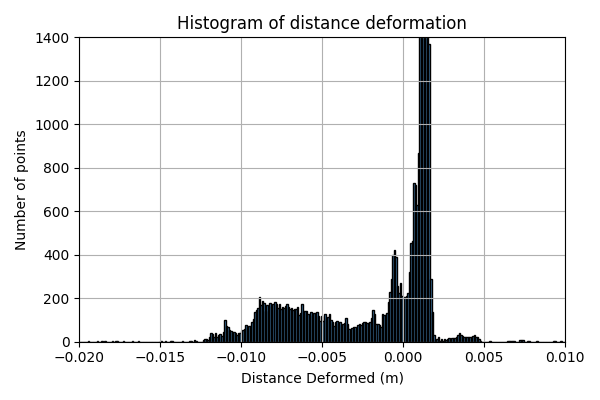 Histogram of distance deformation
1400
1200
1000
800
600
400
200
0
Number of points
−0.020 −0.015 −0.010 −0.005 0.000 0.005 0.010
Distance Deformed (m)